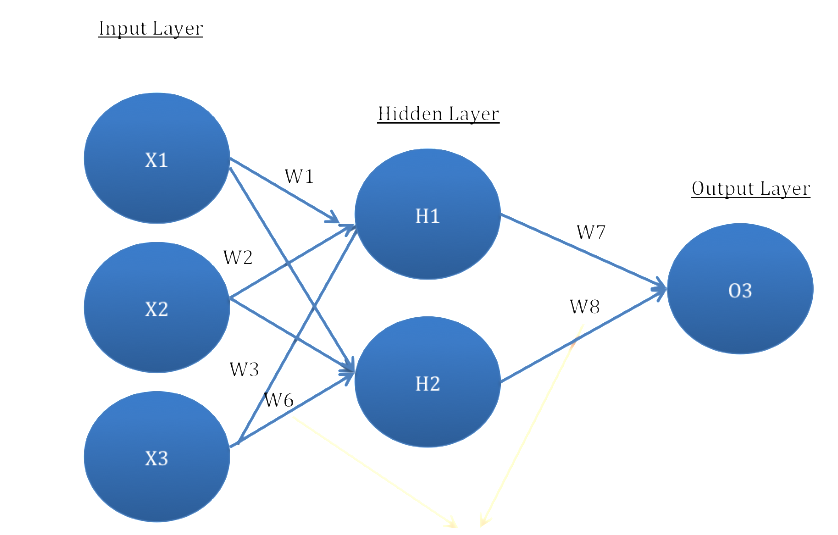 Input Layer
Hidden Layer
X1
W1
Output Layer
H1
W7
W2
O3
X2
W8
W3
H2
W6
X3